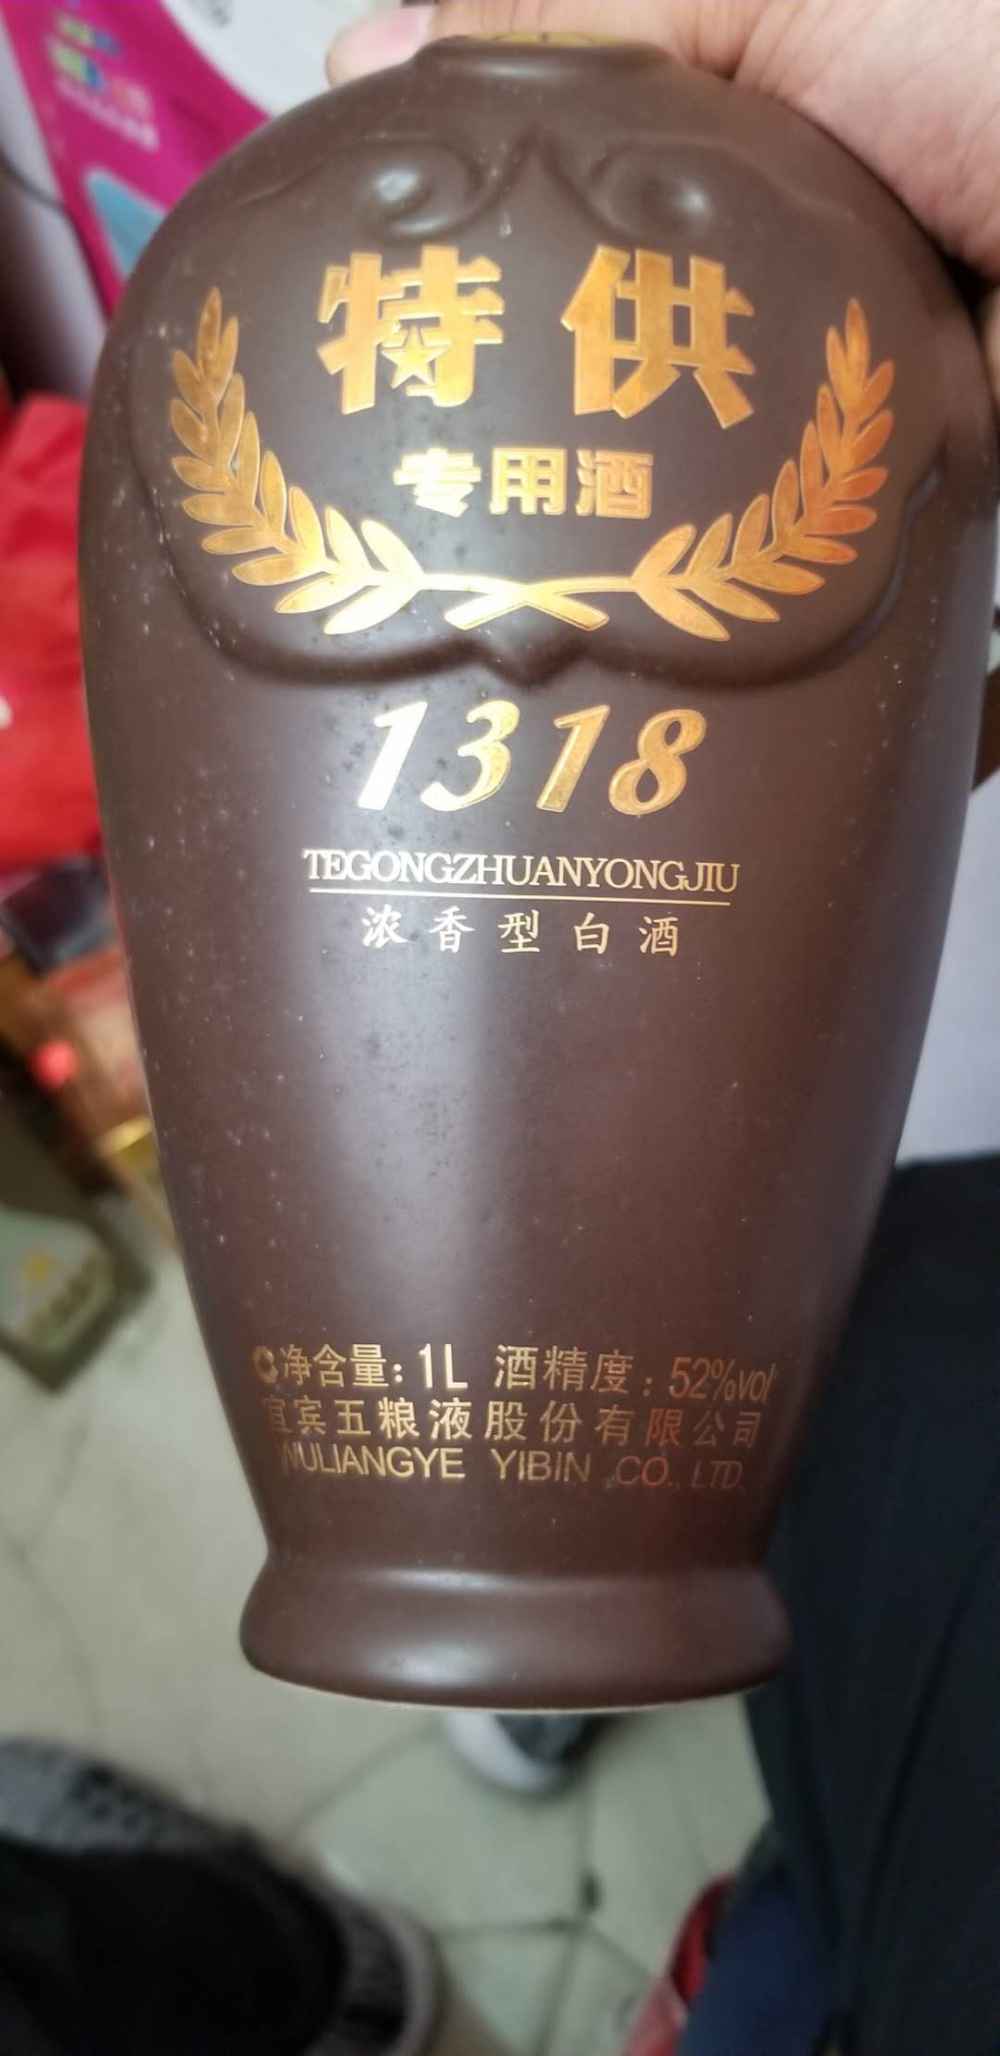 特供
专用酒
1318
TEGONGZHUANYONGJIU
浓香型白酒
净含量:1L 酒精度:52%vol
宜宾五粮液股份有限公司
WULIANGYE YIBIN CO., LTD.